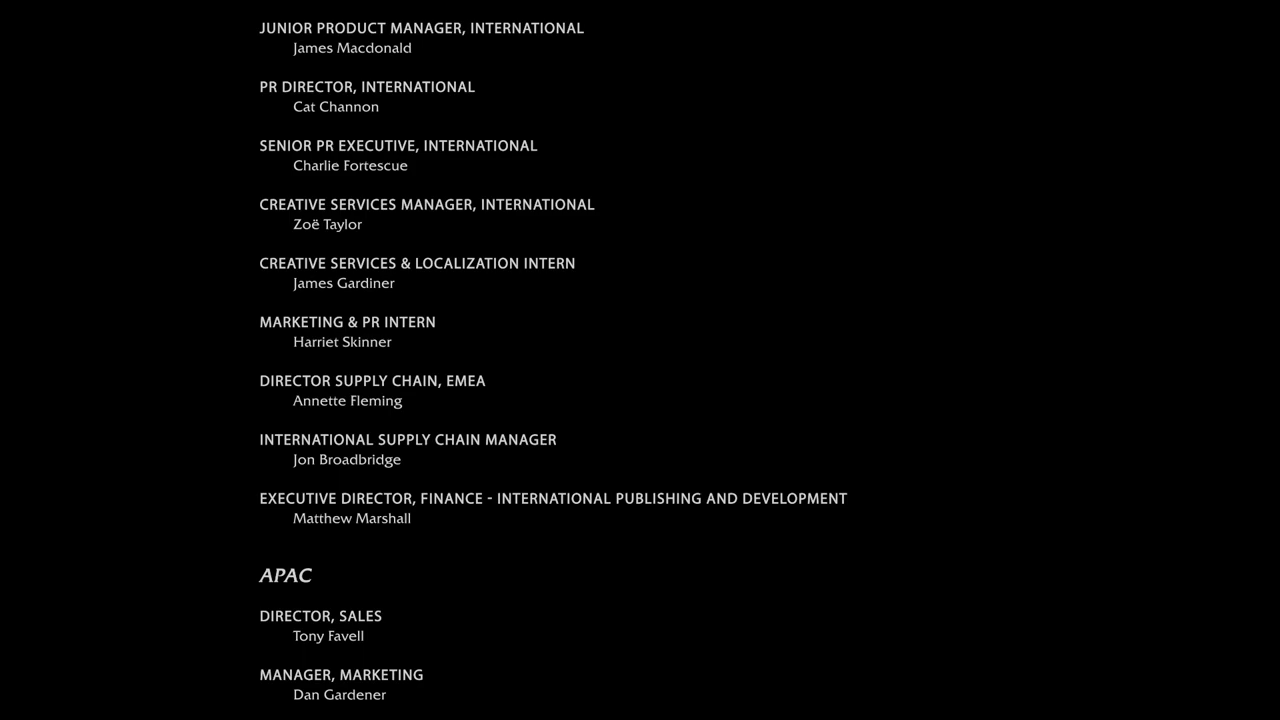 JUNIOR PRODUCT MANAGER, INTERNATIONAL
James Macdonald
PR DIRECTOR, INTERNATIONAL
Cat Channon
SENIOR PR EXECUTIVE, INTERNATIONAL
Charlie Fortescue
CREATIVE SERVICES MANAGER, INTERNATIONAL
Zoë Taylor
CREATIVE SERVICES & LOCALIZATION INTERN
James Gardiner
MARKETING & PR INTERN
Harriet Skinner
DIRECTOR SUPPLY CHAIN, EMEA
Annette Fleming
INTERNATIONAL SUPPLY CHAIN MANAGER
Jon Broadbridge
EXECUTIVE DIRECTOR, FINANCE - INTERNATIONAL PUBLISHING AND DEVELOPMENT
Matthew Marshall
APAC
DIRECTOR, SALES
Tony Favell
MANAGER, MARKETING
Dan Gardener